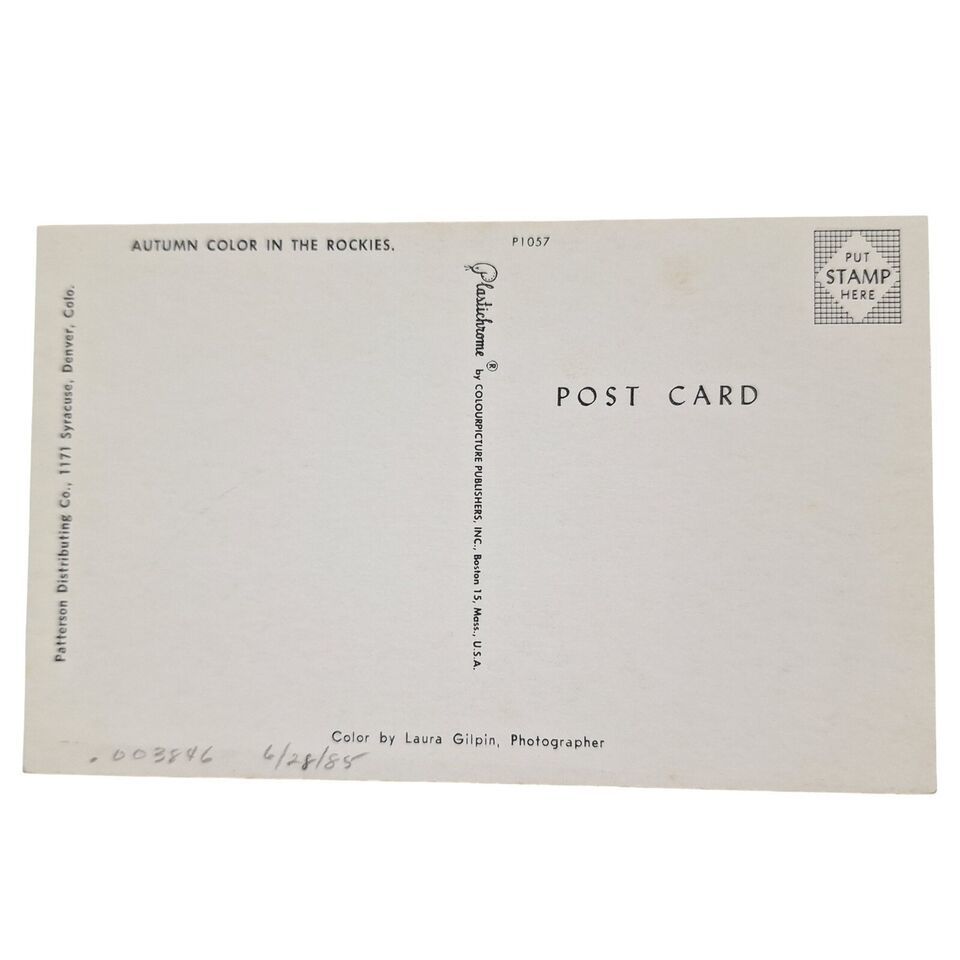 AUTUMN COLOR IN THE ROCKIES.
P1057
PUT
STAMP
HERE
Patterson Distributing Co., 1171 Syracuse, Denver, Colo.
Plastichrome ® by COLOURPICTURE PUBLISHERS, INC., Boston 15, Mass., U.S.A.
POST CARD
Color by Laura Gilpin, Photographer
.003846 6/28/85